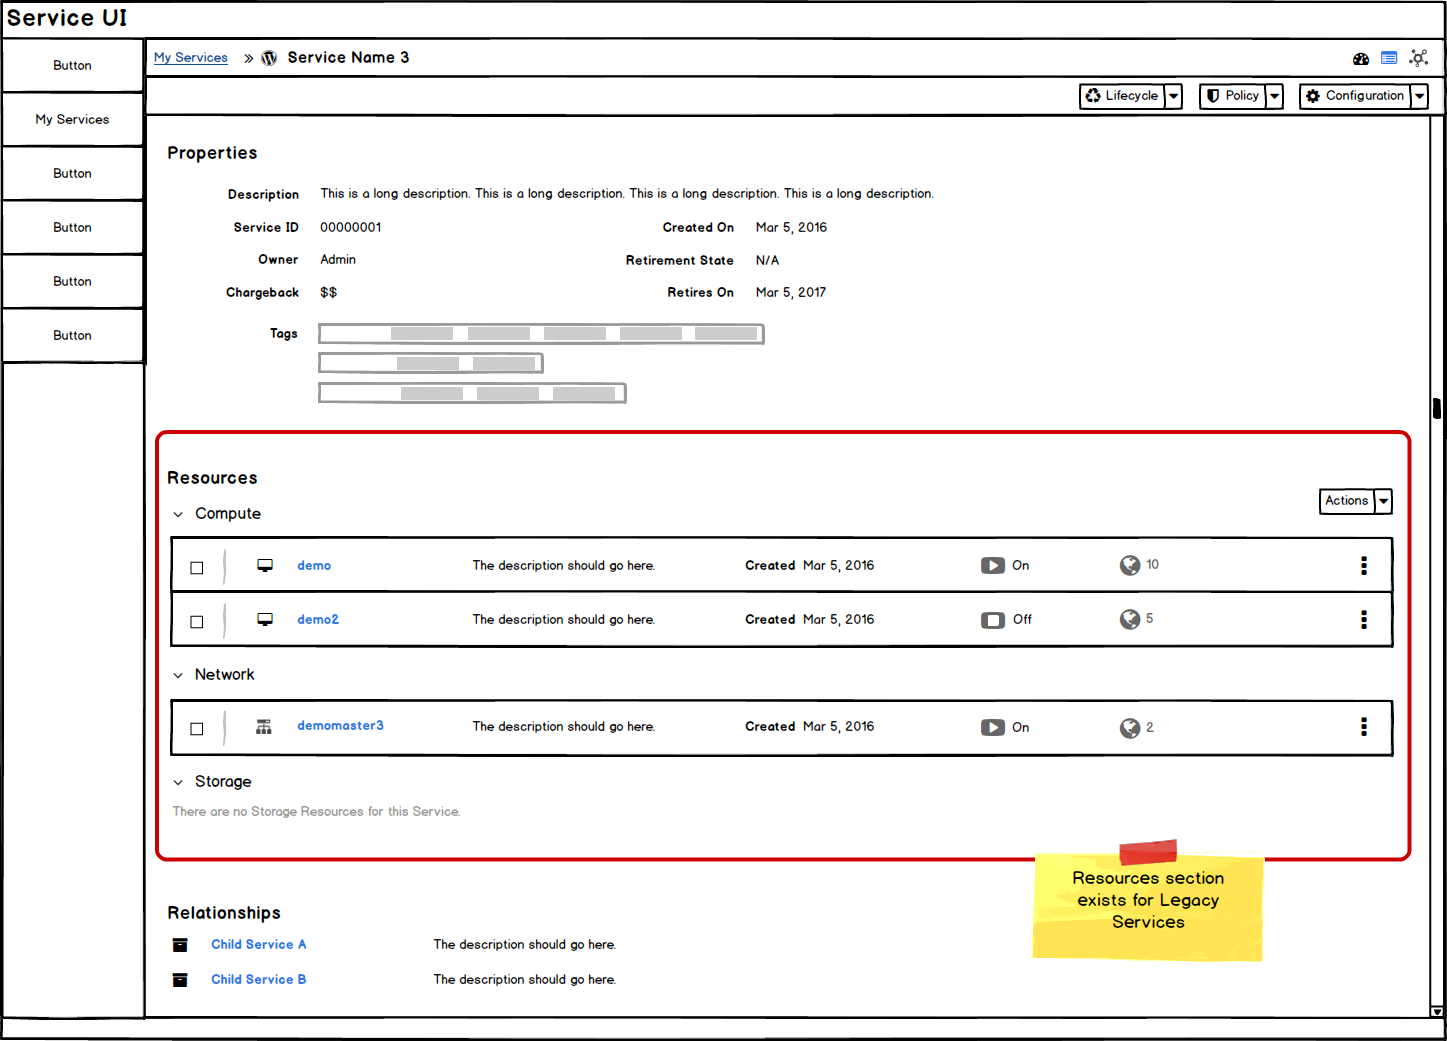 Service UI
Button
My Services
Button
Button
Button
Button
My Services » Service Name 3
Lifecycle Policy Configuration
Properties
Description This is a long description. This is a long description. This is a long description. This is a long description.
Service ID 00000001 Created On Mar 5, 2016
Owner Admin Retirement State N/A
Chargeback $$ Retires On Mar 5, 2017
Tags
Resources
Actions
Compute
demo The description should go here. Created Mar 5, 2016 On 10
demo2 The description should go here. Created Mar 5, 2016 Off 5
Network
demomaster3 The description should go here. Created Mar 5, 2016 On 2
Storage
There are no Storage Resources for this Service.
Resources section
exists for Legacy
Services
Relationships
Child Service A The description should go here.
Child Service B The description should go here.